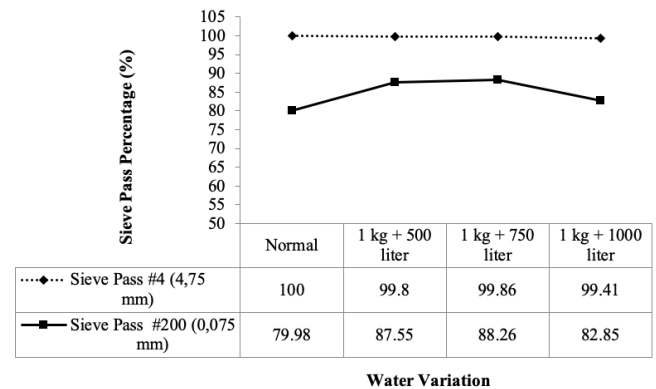 Sieve Pass Percentage (%)
105
100
95
90
85
80
75
70
65
60
55
50
Normal
1 kg + 500
liter
1 kg + 750
liter
1 kg + 1000
liter
Sieve Pass #4 (4,75
mm)
100
99.8
99.86
99.41
Sieve Pass #200 (0,075
mm)
79.98
87.55
88.26
82.85
Water Variation